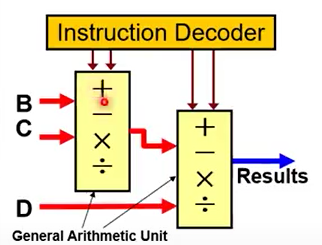 Instruction Decoder
B
C
+
−
×
÷
+
−
×
÷
Results
D
General Arithmetic Unit